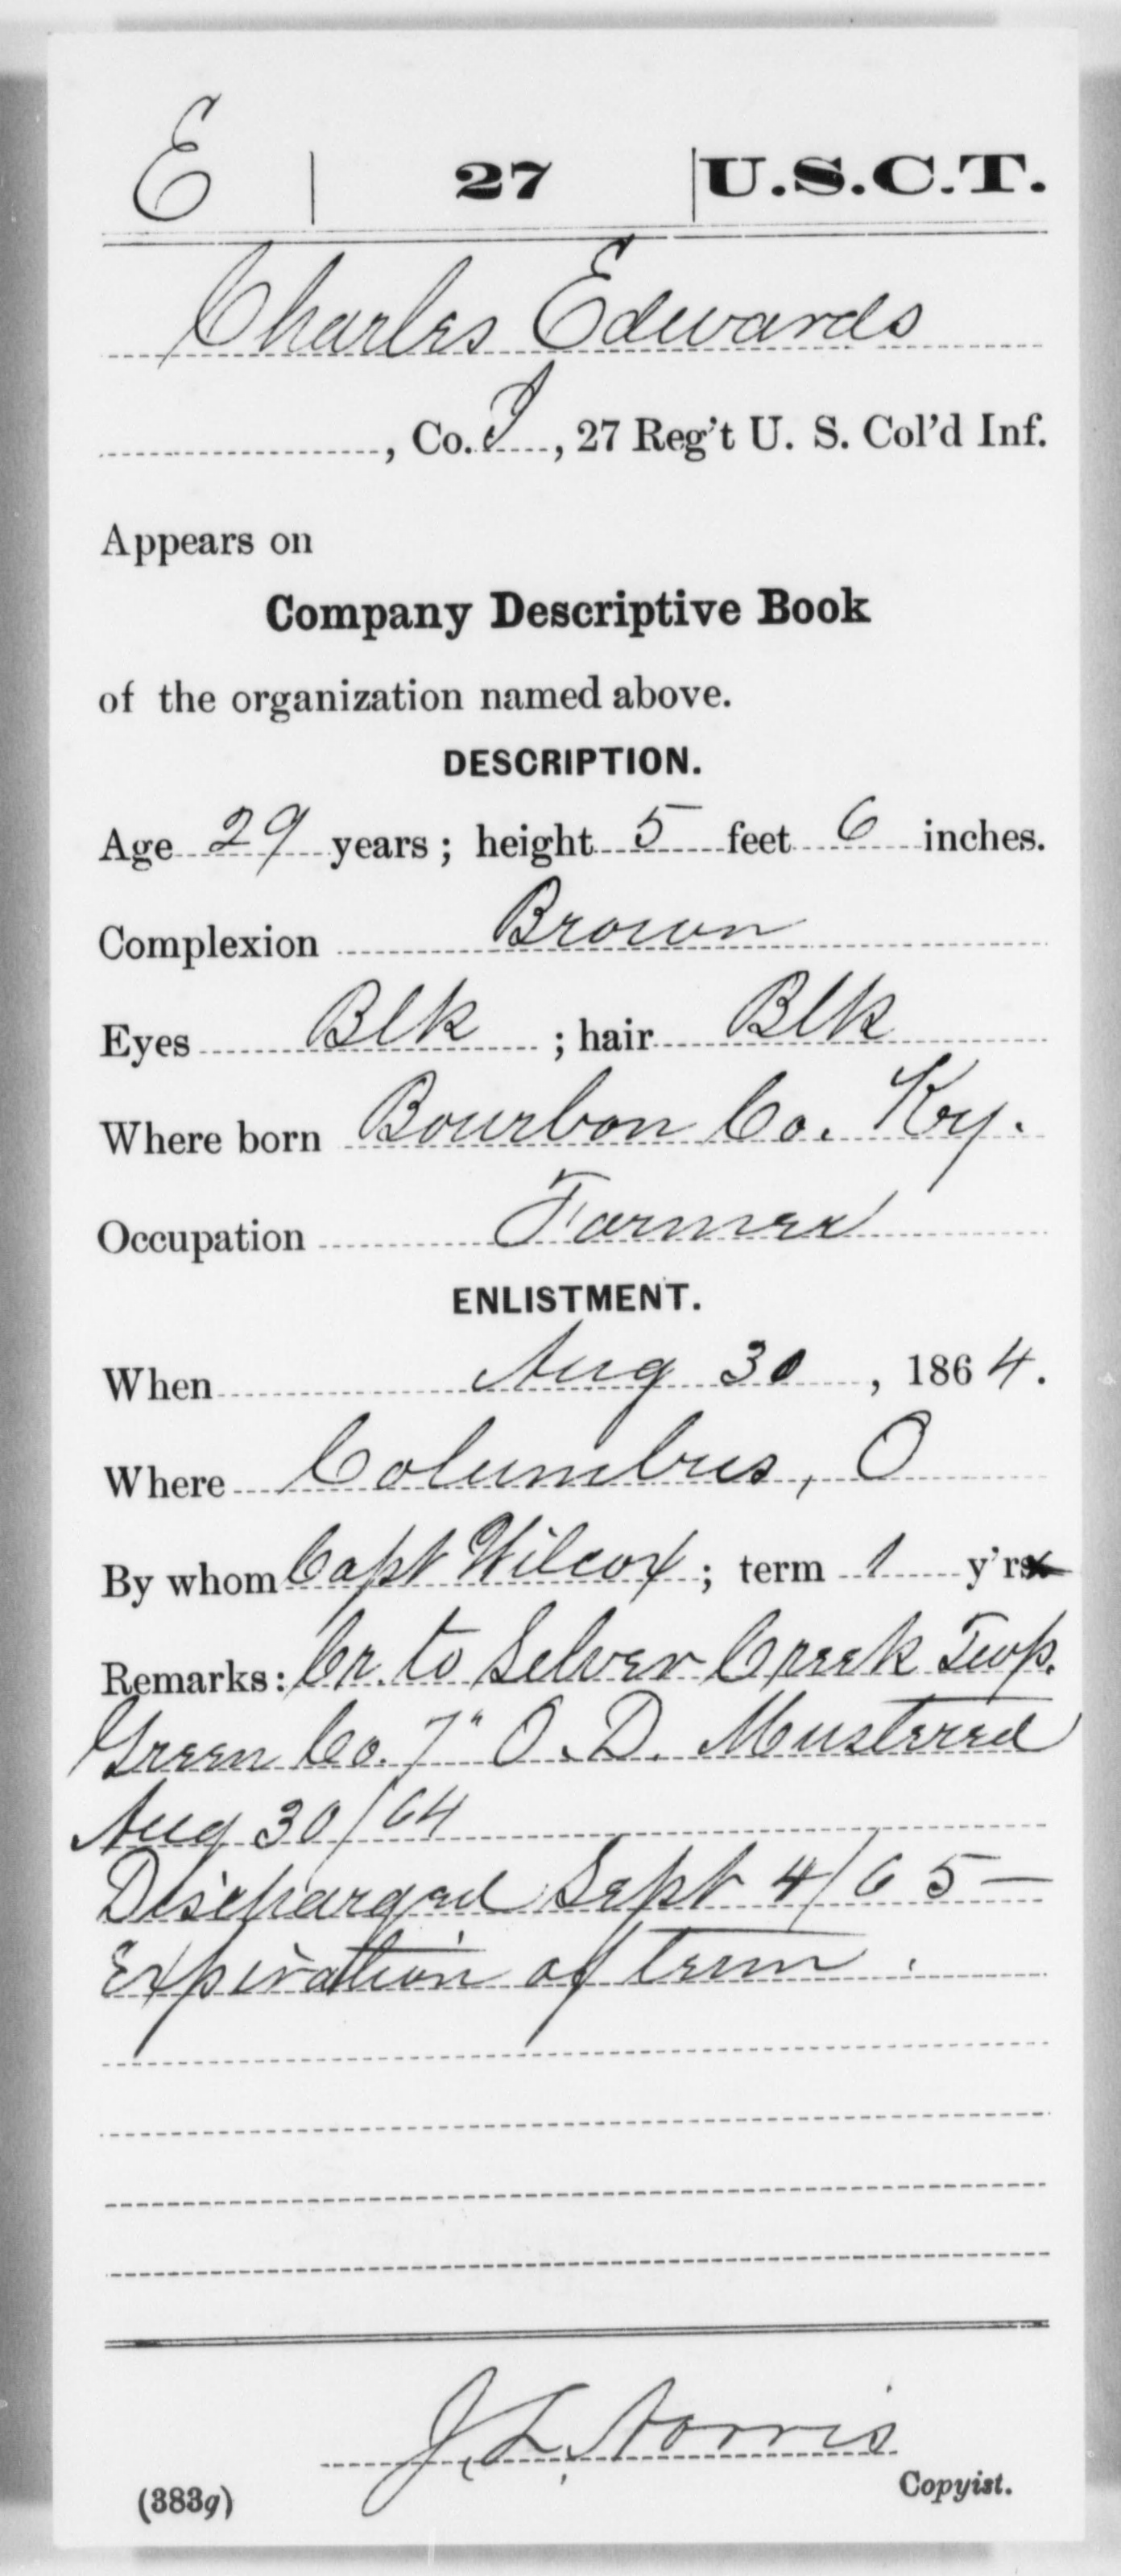 E | 27 | U.S.C.T.
Charles Edwards
, Co. I, 27 Reg't U. S. Col'd Inf.
Appears on
Company Descriptive Book
of the organization named above.
DESCRIPTION.
Age 29 years; height 5 feet 6 inches.
Complexion Brown
Eyes Blk ; hair Blk
Where born Bourbon Co. Ky.
Occupation Farmer
ENLISTMENT.
When Aug 30, 1864.
Where Columbus, O
By whom Capt Wilcox; term 1 y'rs
Remarks: Cr. to Silver Creek Twp.
Green Co. 7" O.D. Mustered
Aug 30/64
Discharged Sept 4/65—
Expiration of term.
J. L. Norris
Copyist.
(383g)